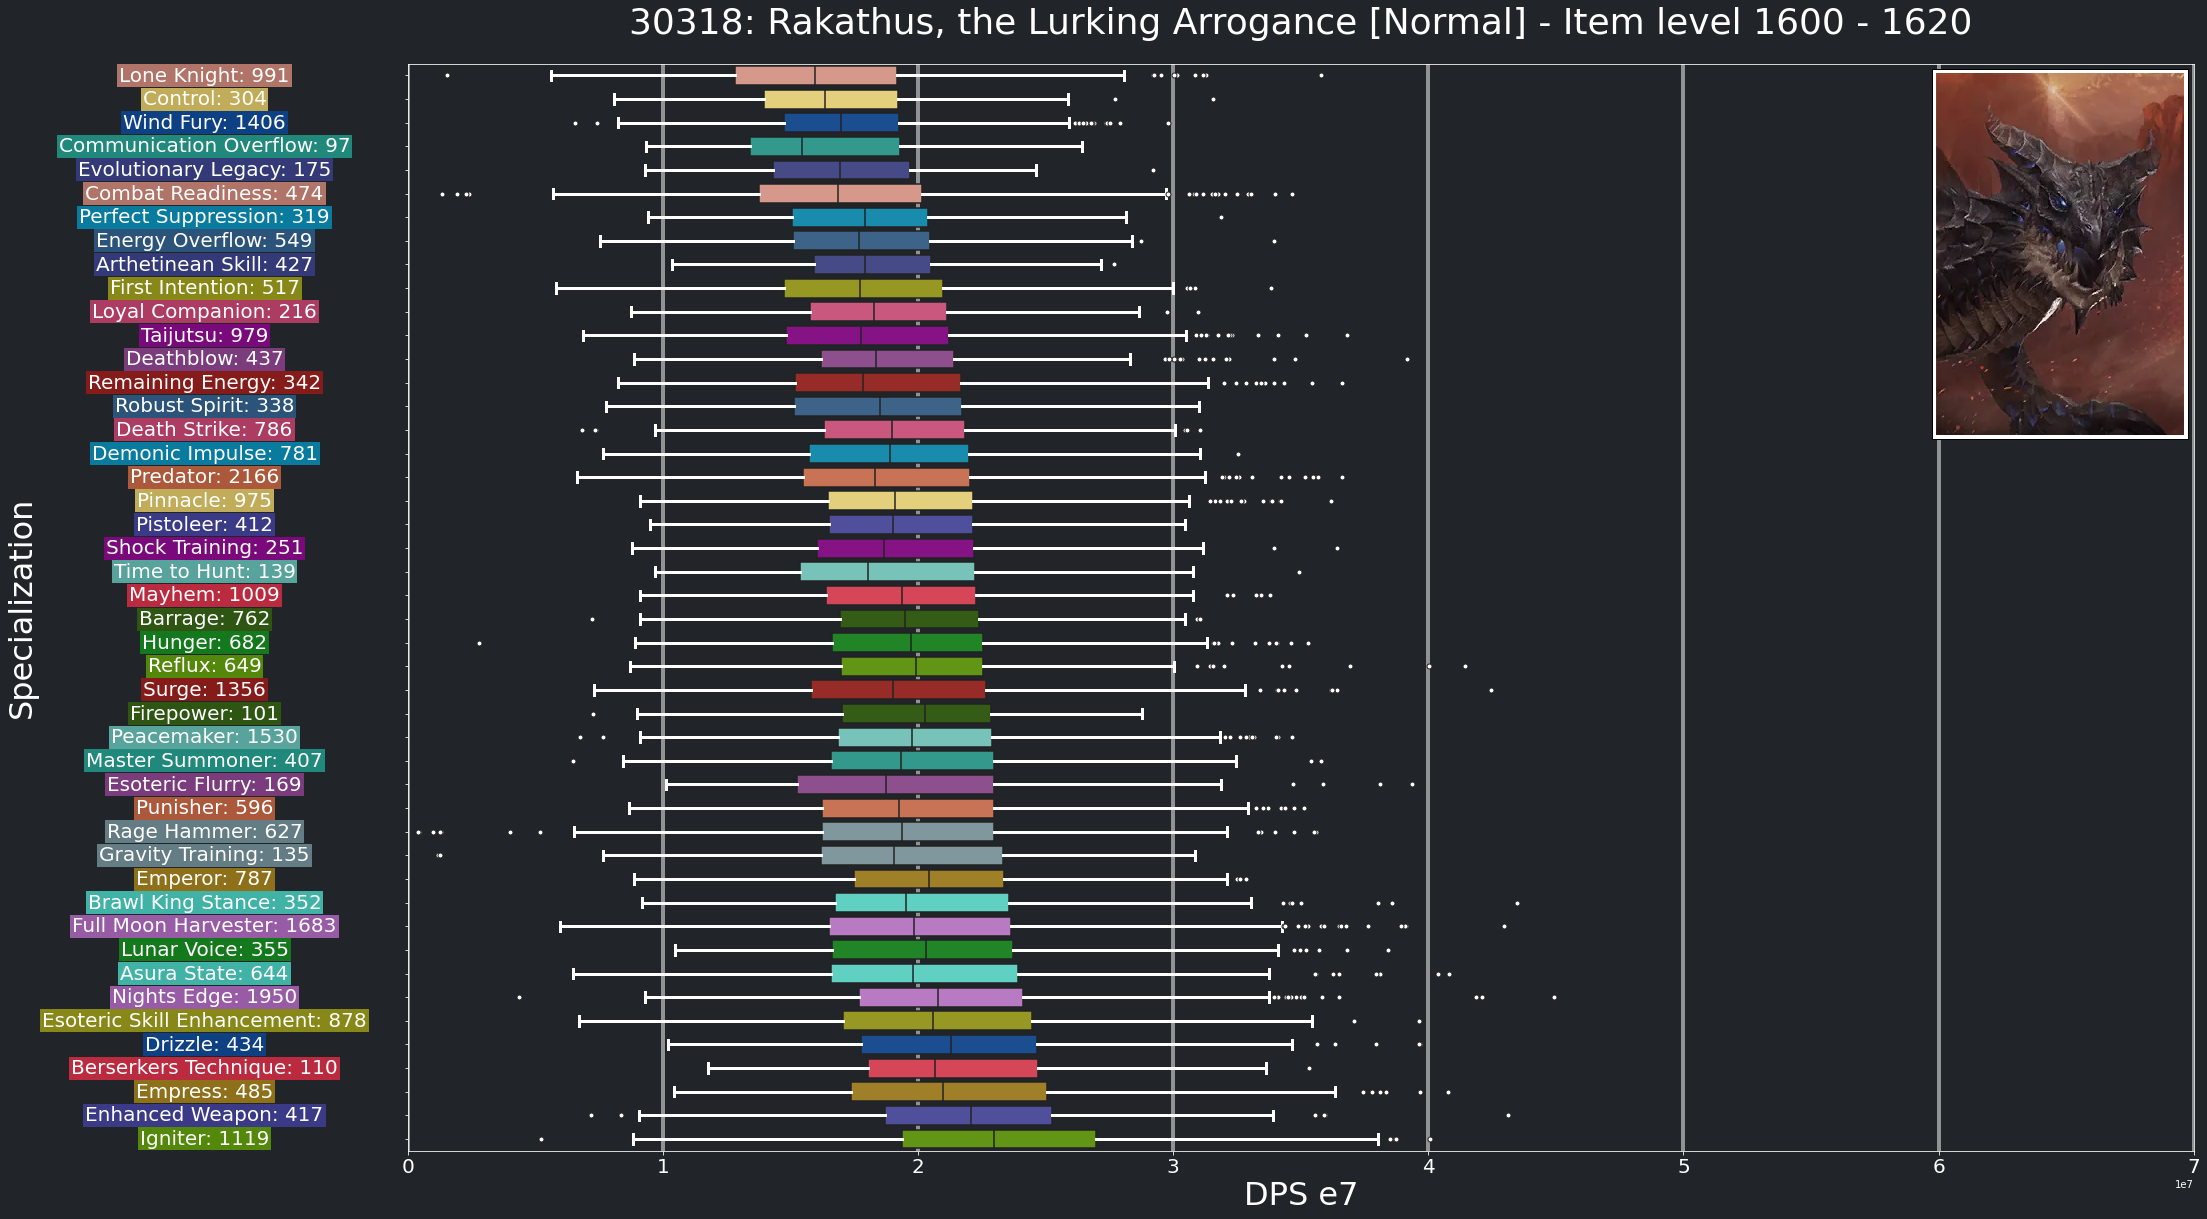 30318: Rakathus, the Lurking Arrogance [Normal] - Item level 1600 - 1620
Specialization
Lone Knight: 991
Control: 304
Wind Fury: 1406
Communication Overflow: 97
Evolutionary Legacy: 175
Combat Readiness: 474
Perfect Suppression: 319
Energy Overflow: 549
Arthetinean Skill: 427
First Intention: 517
Loyal Companion: 216
Taijutsu: 979
Deathblow: 437
Remaining Energy: 342
Robust Spirit: 338
Death Strike: 786
Demonic Impulse: 781
Predator: 2166
Pinnacle: 975
Pistoleer: 412
Shock Training: 251
Time to Hunt: 139
Mayhem: 1009
Barrage: 762
Hunger: 682
Reflux: 649
Surge: 1356
Firepower: 101
Peacemaker: 1530
Master Summoner: 407
Esoteric Flurry: 169
Punisher: 596
Rage Hammer: 627
Gravity Training: 135
Emperor: 787
Brawl King Stance: 352
Full Moon Harvester: 1683
Lunar Voice: 355
Asura State: 644
Nights Edge: 1950
Esoteric Skill Enhancement: 878
Drizzle: 434
Berserkers Technique: 110
Empress: 485
Enhanced Weapon: 417
Igniter: 1119
0 1 2 3 4 5 6 7
1e7
DPS e7